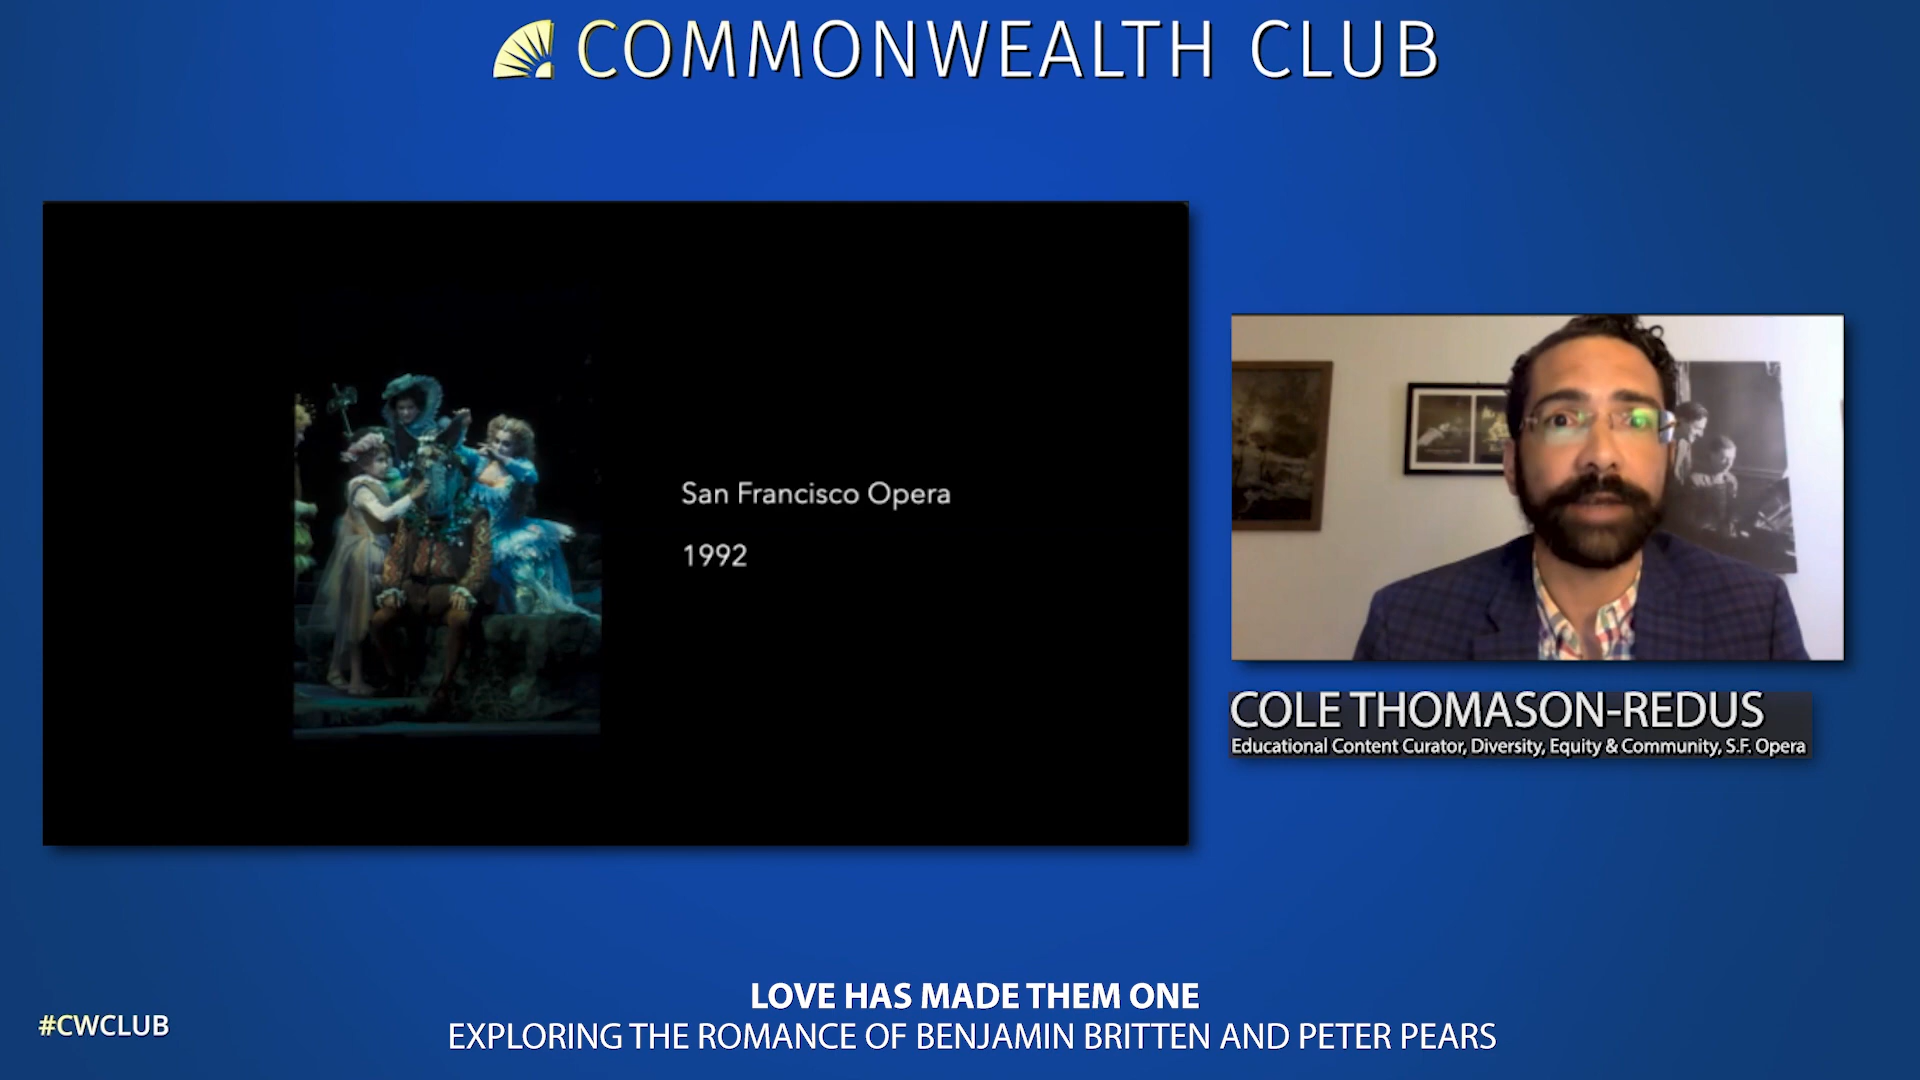 COMMONWEALTH CLUB
San Francisco Opera
1992
COLE THOMASON-REDUS
Educational Content Curator, Diversity, Equity & Community, S.F. Opera
LOVE HAS MADE THEM ONE
#CWCLUB
EXPLORING THE ROMANCE OF BENJAMIN BRITTEN AND PETER PEARS